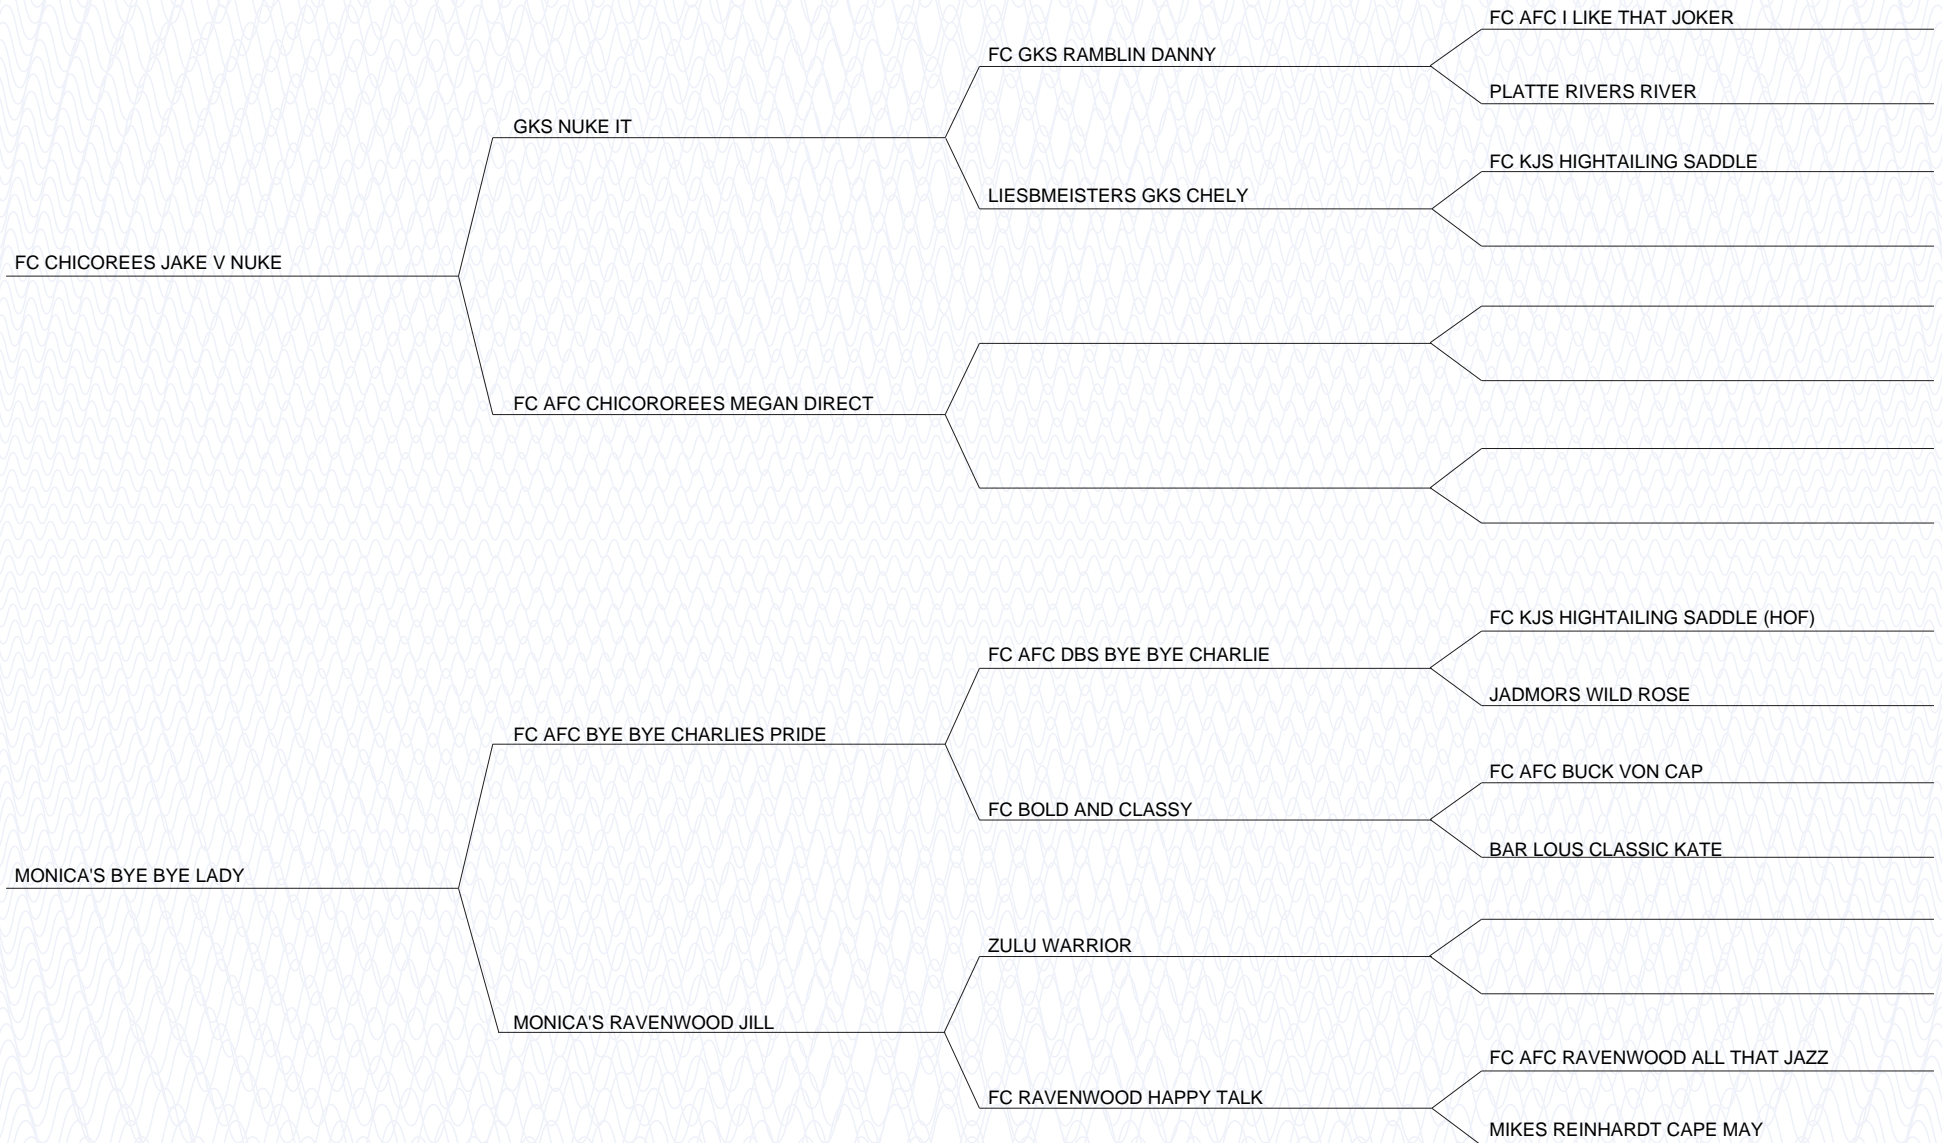 FC AFC I LIKE THAT JOKER
FC GKS RAMBLIN DANNY
PLATTE RIVERS RIVER
GKS NUKE IT
FC KJS HIGHTAILING SADDLE
LIESBMEISTERS GKS CHELY
FC CHICOREES JAKE V NUKE
FC AFC CHICOROREES MEGAN DIRECT
FC KJS HIGHTAILING SADDLE (HOF)
FC AFC DBS BYE BYE CHARLIE
JADMORS WILD ROSE
FC AFC BYE BYE CHARLIES PRIDE
FC AFC BUCK VON CAP
FC BOLD AND CLASSY
BAR LOUS CLASSIC KATE
MONICA'S BYE BYE LADY
ZULU WARRIOR
MONICA'S RAVENWOOD JILL
FC AFC RAVENWOOD ALL THAT JAZZ
FC RAVENWOOD HAPPY TALK
MIKES REINHARDT CAPE MAY